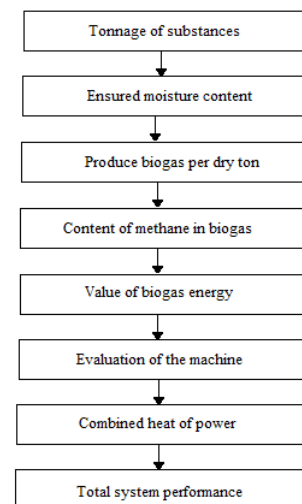 Tonnage of substances
Ensured moisture content
Produce biogas per dry ton
Content of methane in biogas
Value of biogas energy
Evaluation of the machine
Combined heat of power
Total system performance